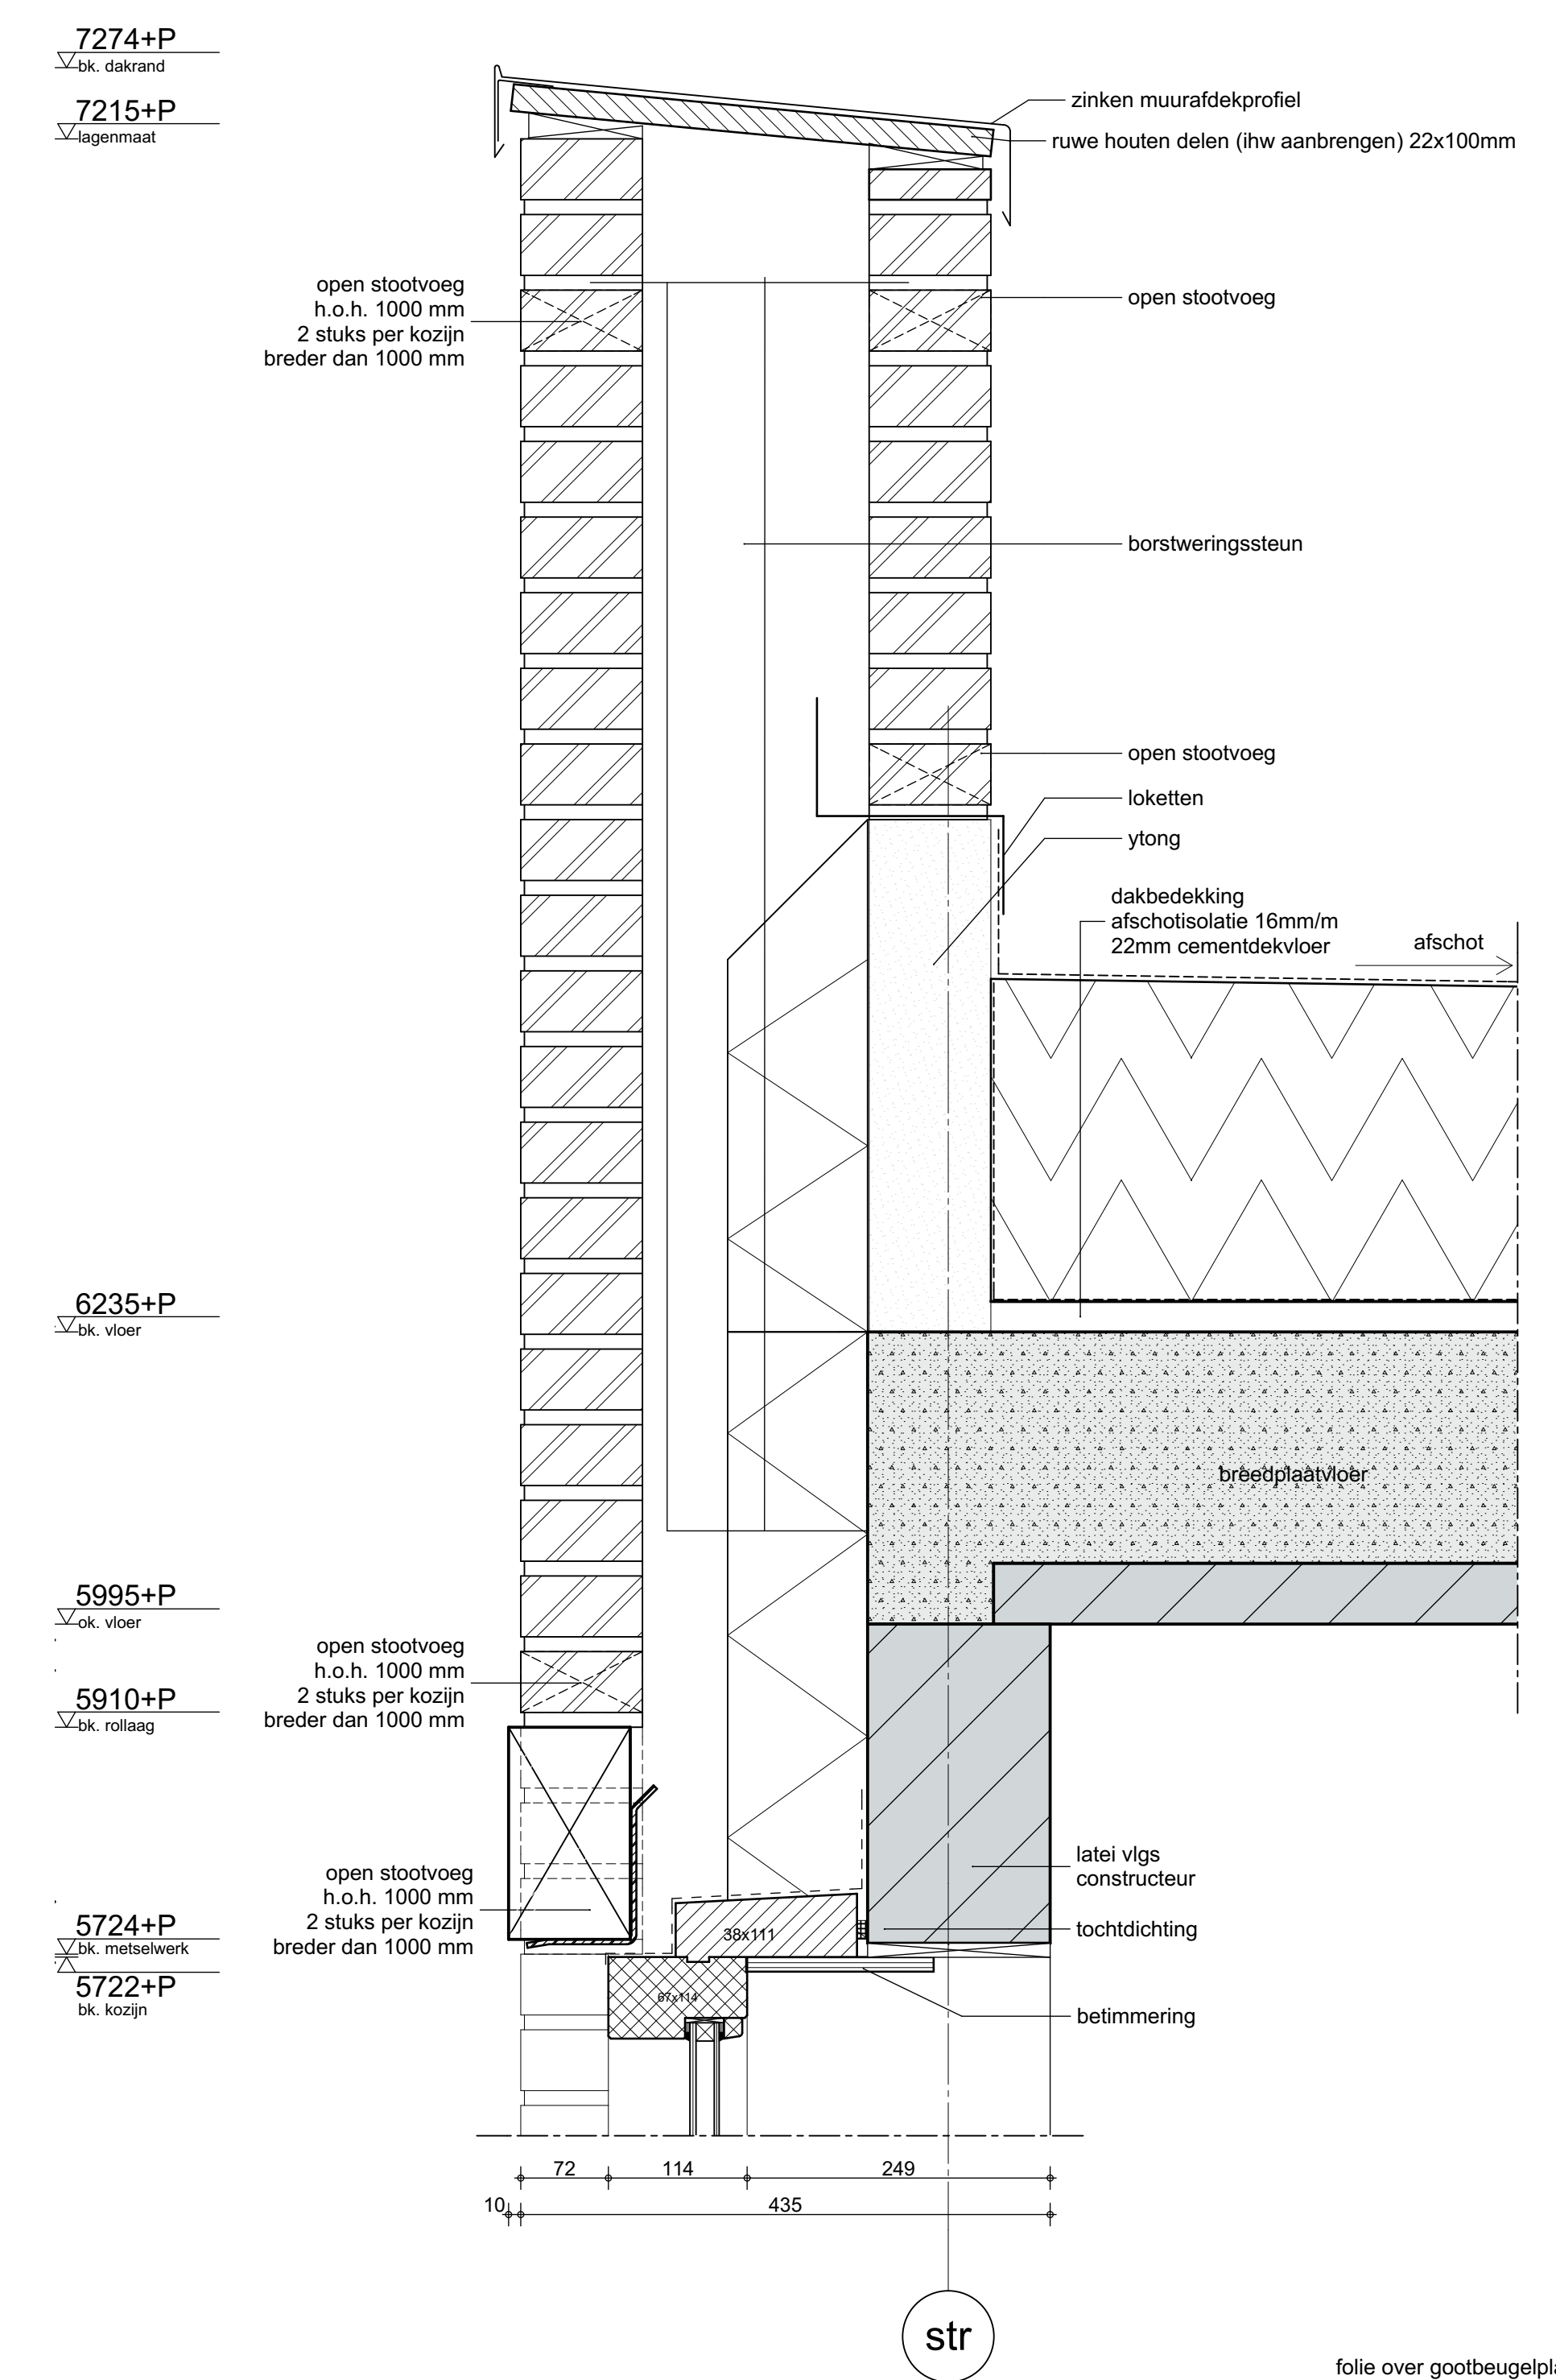 7274+P
bk. dakrand
7215+P
lagenmaat
zinken muurafdekprofiel
ruwe houten delen (ihw aanbrengen) 22x100mm
open stootvoeg
h.o.h. 1000 mm
2 stuks per kozijn
breder dan 1000 mm
open stootvoeg
borstweringssteun
open stootvoeg
loketten
ytong
dakbedekking
afschotisolatie 16mm/m
22mm cementdekvloer
afschot
6235+P
bk. vloer
breedplaatvloer
5995+P
ok. vloer
open stootvoeg
h.o.h. 1000 mm
2 stuks per kozijn
breder dan 1000 mm
5910+P
bk. rollaag
latei vlgs
constructeur
open stootvoeg
h.o.h. 1000 mm
2 stuks per kozijn
breder dan 1000 mm
5724+P
bk. metselwerk
38x111
tochtdichting
5722+P
bk. kozijn
67x114
betimmering
72
114
249
10
435
str
folie over